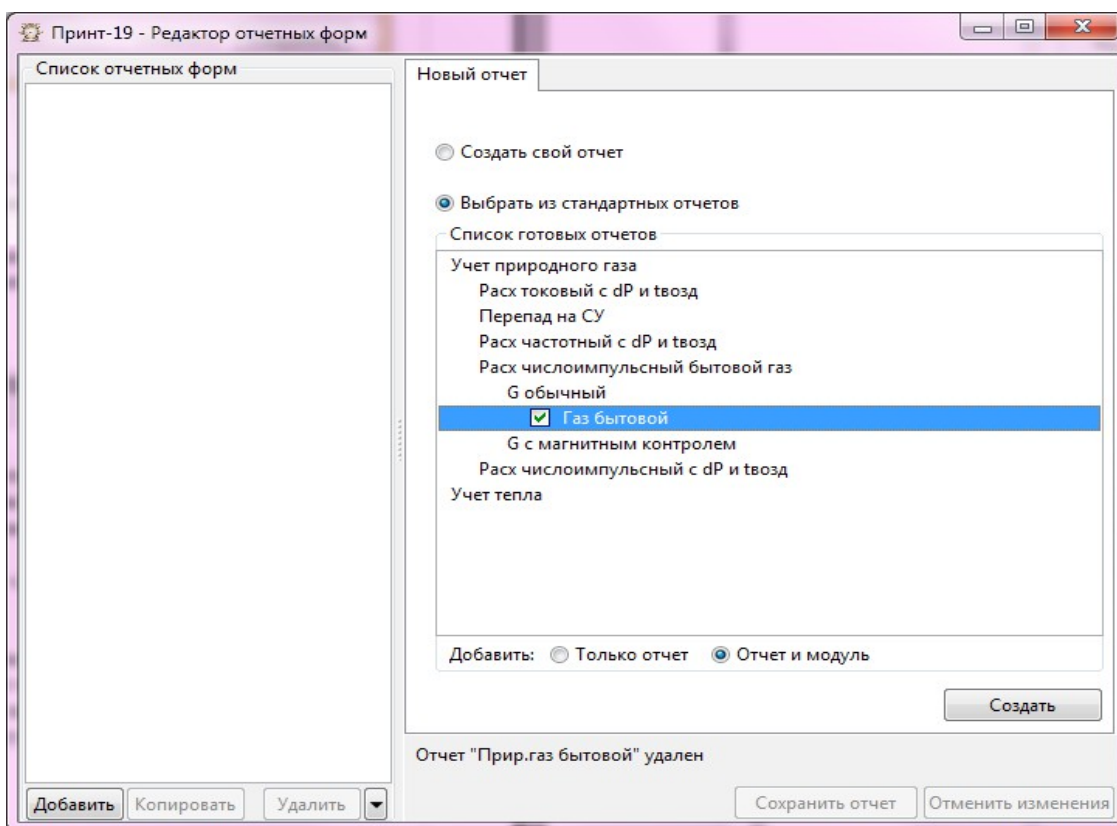 Принт-19 - Редактор отчетных форм
Список отчетных форм
Новый отчет
Создать свой отчет
Выбрать из стандартных отчетов
Список готовых отчетов
Учет природного газа
Расх токовый с dP и tвозд
Перепад на СУ
Расх частотный с dP и tвозд
Расх числоимпульсный бытовой газ
G обычный
Газ бытовой
G с магнитным контролем
Расх числоимпульсный с dP и tвозд
Учет тепла
Добавить: Только отчет Отчет и модуль
Создать
Отчет "Прир.газ бытовой" удален
Добавить Копировать Удалить Сохранить отчет Отменить изменения